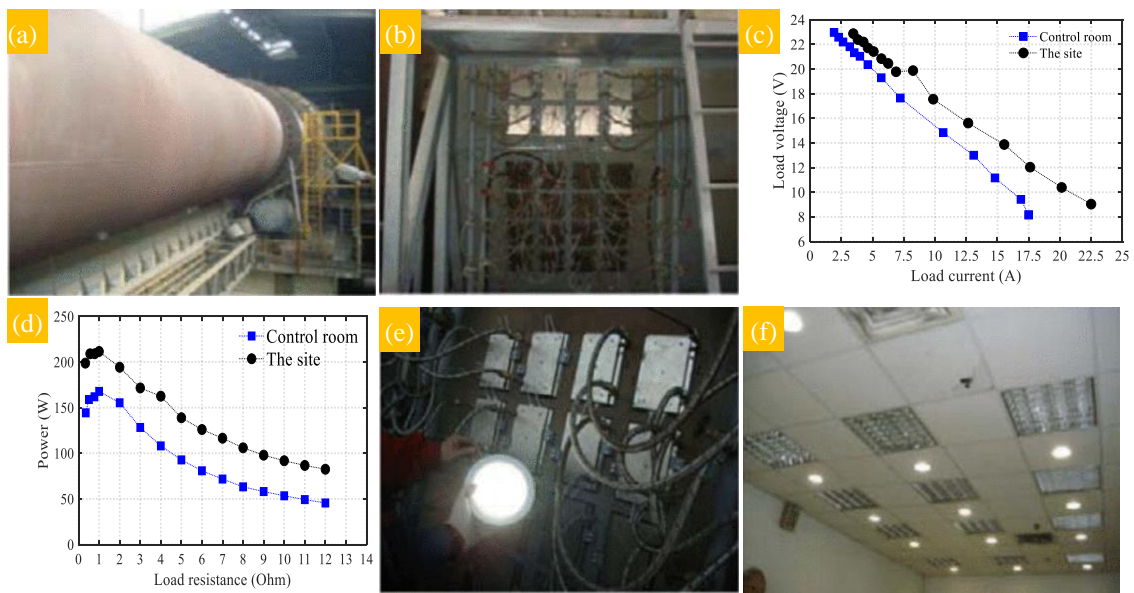 (a)
(b)
(c)
24
22
20
18
16
14
12
10
8
6
Load voltage (V)
Control room
The site
2.5 5 7.5 10 12.5 15 17.5 20 22.5 25
Load current (A)
(d)
250
200
150
100
50
0
Power (W)
Control room
The site
0 1 2 3 4 5 6 7 8 9 10 11 12 13 14
Load resistance (Ohm)
(e)
(f)